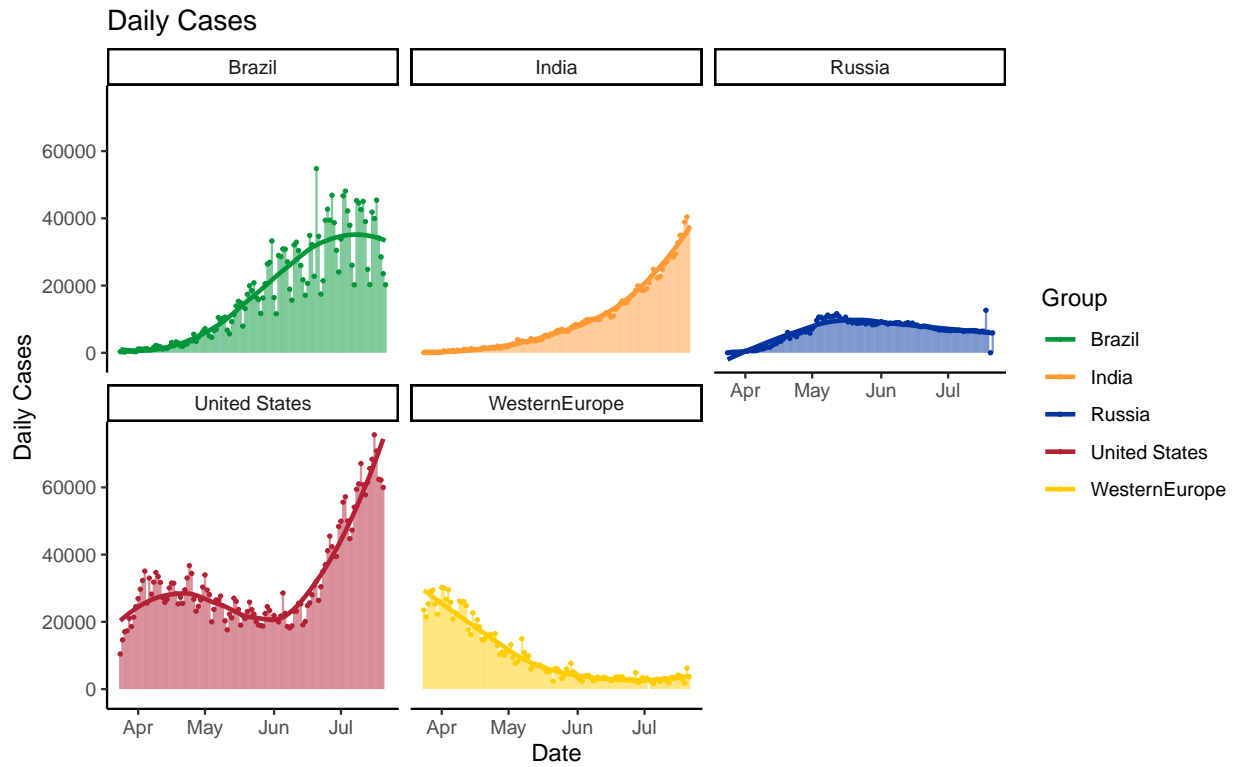 Daily Cases
Brazil
India
Russia
60000
40000
20000
0
Apr May Jun Jul
United States
WesternEurope
60000
40000
20000
0
Apr May Jun Jul
Apr May Jun Jul
Date
Daily Cases
Group
Brazil
India
Russia
United States
WesternEurope